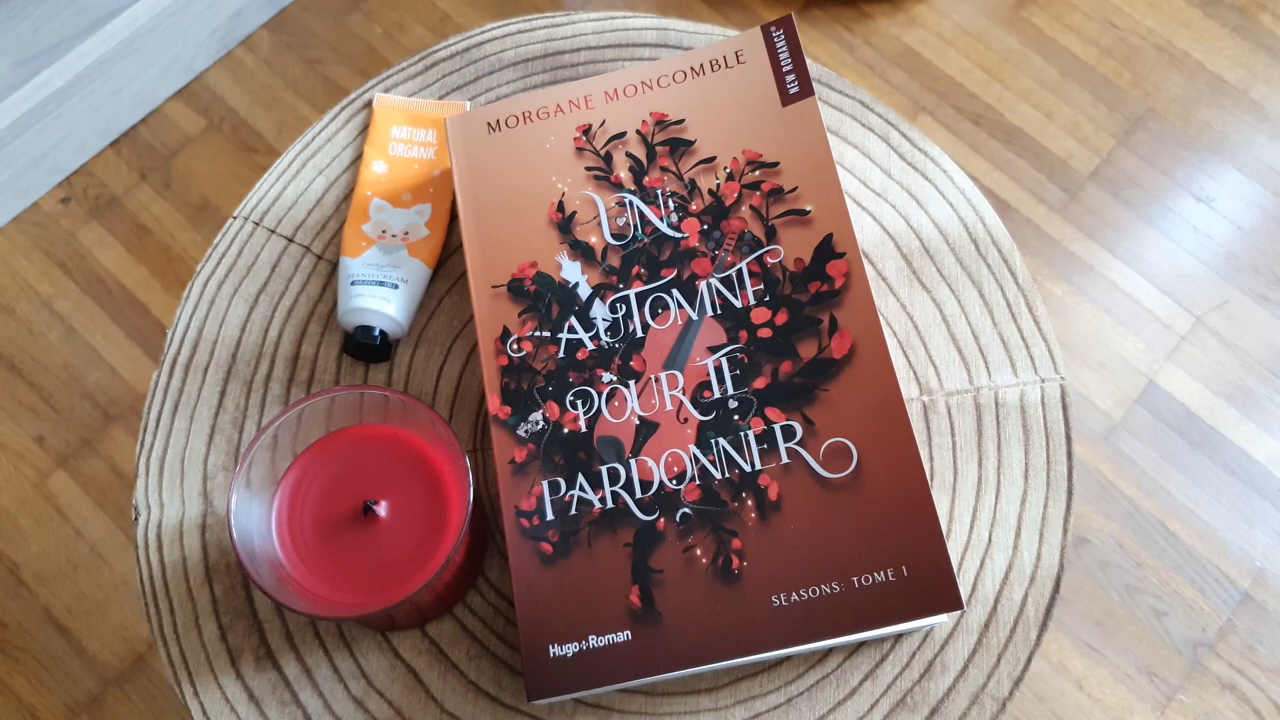 NEW ROMANCE®
MORGANE MONCOMBLE
UN
AUTOMNE
POUR TE
PARDONNER
SEASONS: TOME 1
Hugo Roman
NATURAL
ORGANIC
HAND CREAM